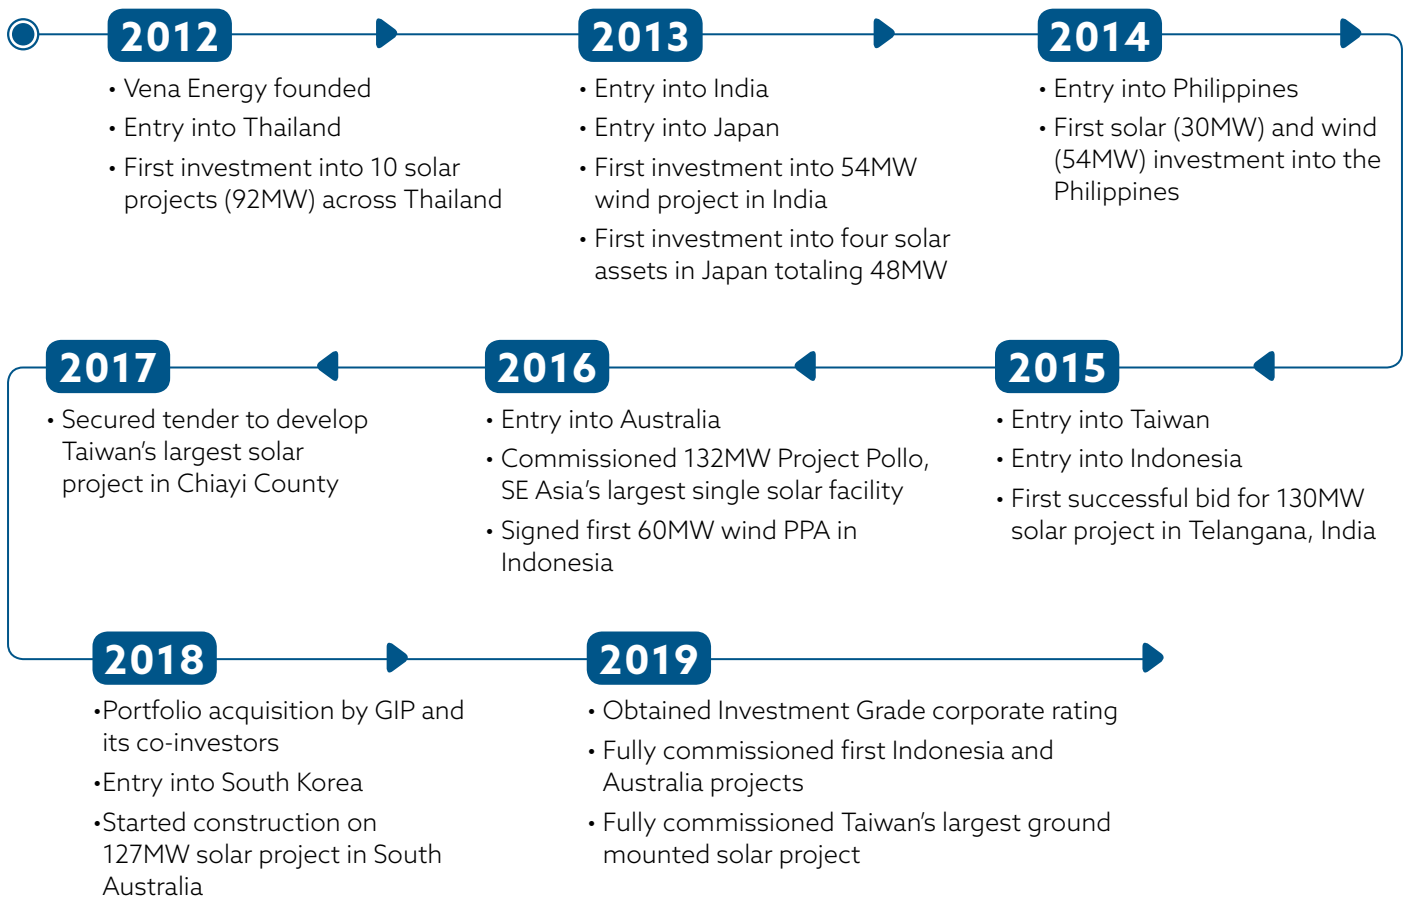 2012
• Vena Energy founded
• Entry into Thailand
• First investment into 10 solar
projects (92MW) across Thailand
2013
• Entry into India
• Entry into Japan
• First investment into 54MW
wind project in India
• First investment into four solar
assets in Japan totaling 48MW
2014
• Entry into Philippines
• First solar (30MW) and wind
(54MW) investment into the
Philippines
2015
• Entry into Taiwan
• Entry into Indonesia
• First successful bid for 130MW
solar project in Telangana, India
2016
• Entry into Australia
• Commissioned 132MW Project Pollo,
SE Asia’s largest single solar facility
• Signed first 60MW wind PPA in
Indonesia
2017
• Secured tender to develop
Taiwan’s largest solar
project in Chiayi County
2018
•Portfolio acquisition by GIP and
its co-investors
•Entry into South Korea
•Started construction on
127MW solar project in South
Australia
2019
• Obtained Investment Grade corporate rating
• Fully commissioned first Indonesia and
Australia projects
• Fully commissioned Taiwan’s largest ground
mounted solar project